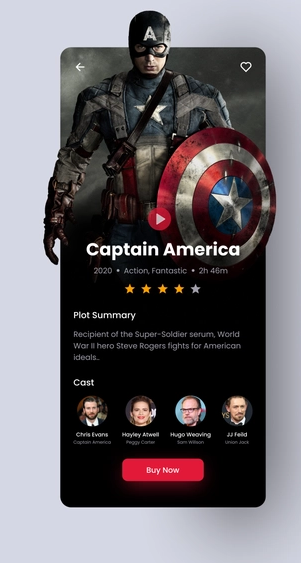 A
Captain America
2020 • Action, Fantastic • 2h 46m
Plot Summary
Recipient of the Super-Soldier serum, World
War II hero Steve Rogers fights for American
ideals..
Cast
Chris Evans Hayley Atwell Hugo Weaving JJ Feild
Captain America Peggy Carter Sam Wilson Union Jack
Buy Now